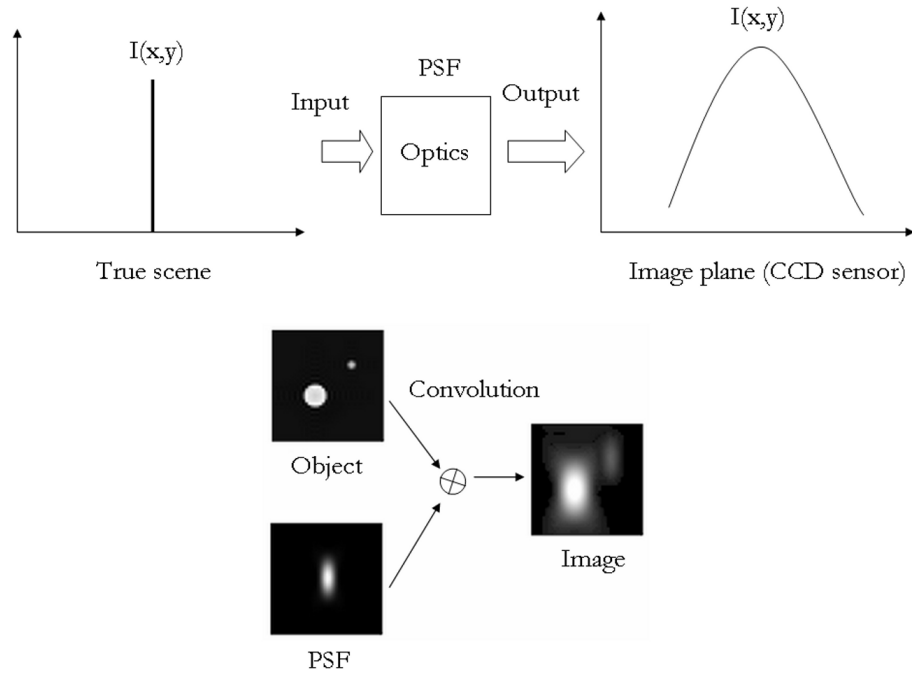 I(x,y)
I(x,y)
PSF
Input
Output
Optics
True scene
Image plane (CCD sensor)
Convolution
Object
Image
PSF